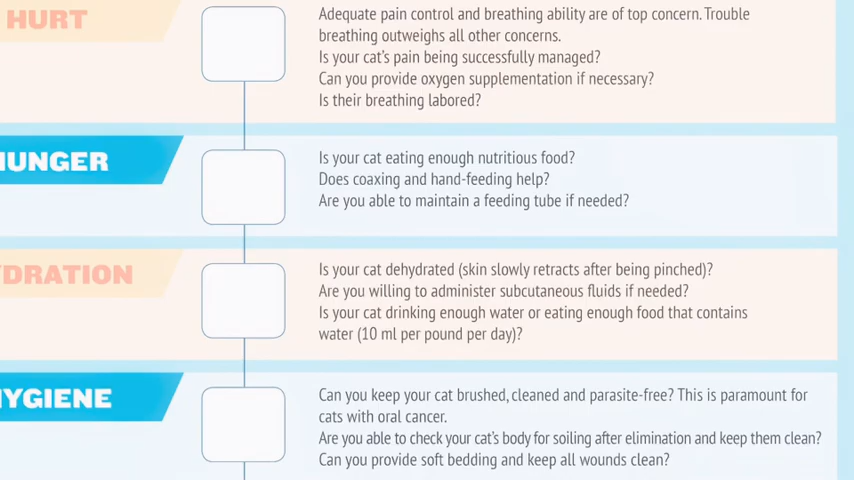 HURT
Adequate pain control and breathing ability are of top concern. Trouble
breathing outweighs all other concerns.
Is your cat's pain being successfully managed?
Can you provide oxygen supplementation if necessary?
Is their breathing labored?
HUNGER
Is your cat eating enough nutritious food?
Does coaxing and hand-feeding help?
Are you able to maintain a feeding tube if needed?
YDRATION
Is your cat dehydrated (skin slowly retracts after being pinched)?
Are you willing to administer subcutaneous fluids if needed?
Is your cat drinking enough water or eating enough food that contains
water (10 ml per pound per day)?
HYGIENE
Can you keep your cat brushed, cleaned and parasite-free? This is paramount for
cats with oral cancer.
Are you able to check your cat's body for soiling after elimination and keep them clean?
Can you provide soft bedding and keep all wounds clean?